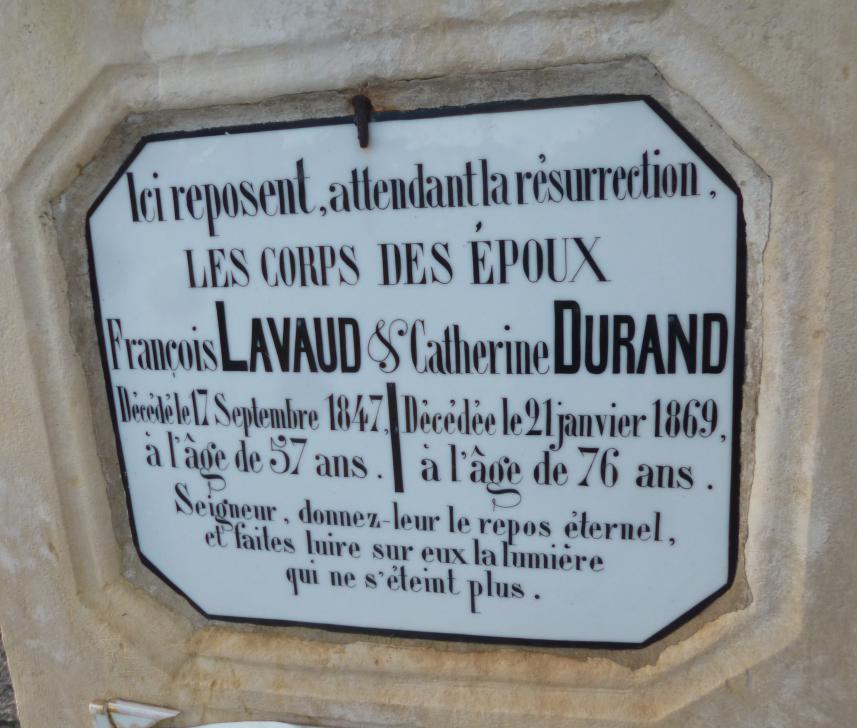 Ici reposent, attendant la résurrection,
LES CORPS DES ÉPOUX
François LAVAUD & Catherine DURAND
Décédé le 17 Septembre 1847, Décédée le 21 janvier 1869,
à l'âge de 57 ans. à l'âge de 76 ans.
Seigneur, donnez-leur le repos éternel,
et faites luire sur eux la lumière
qui ne s'éteint plus.